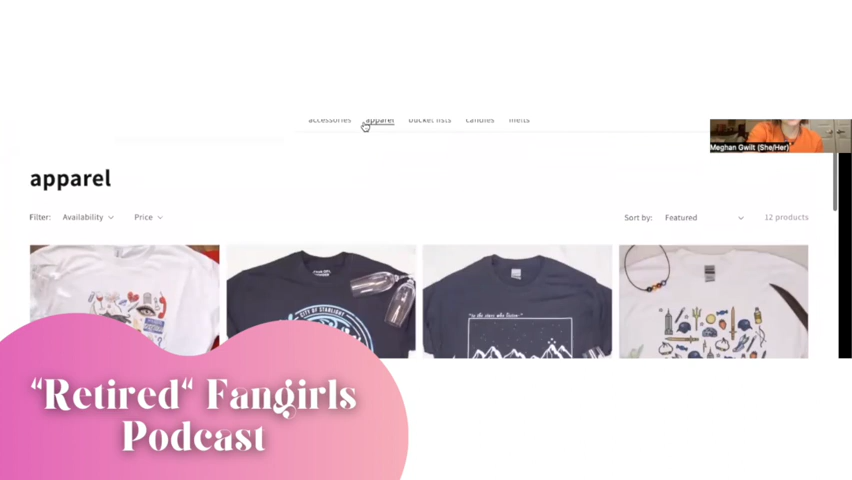 accessories apparel bucket lists candles melts
Meghan Gwilt (She/Her)
apparel
Filter: Availability Price
Sort by: Featured 12 products
CITY OF STARLIGHT
"to the stars who listen-"
“Retired“ Fangirls
Podcast